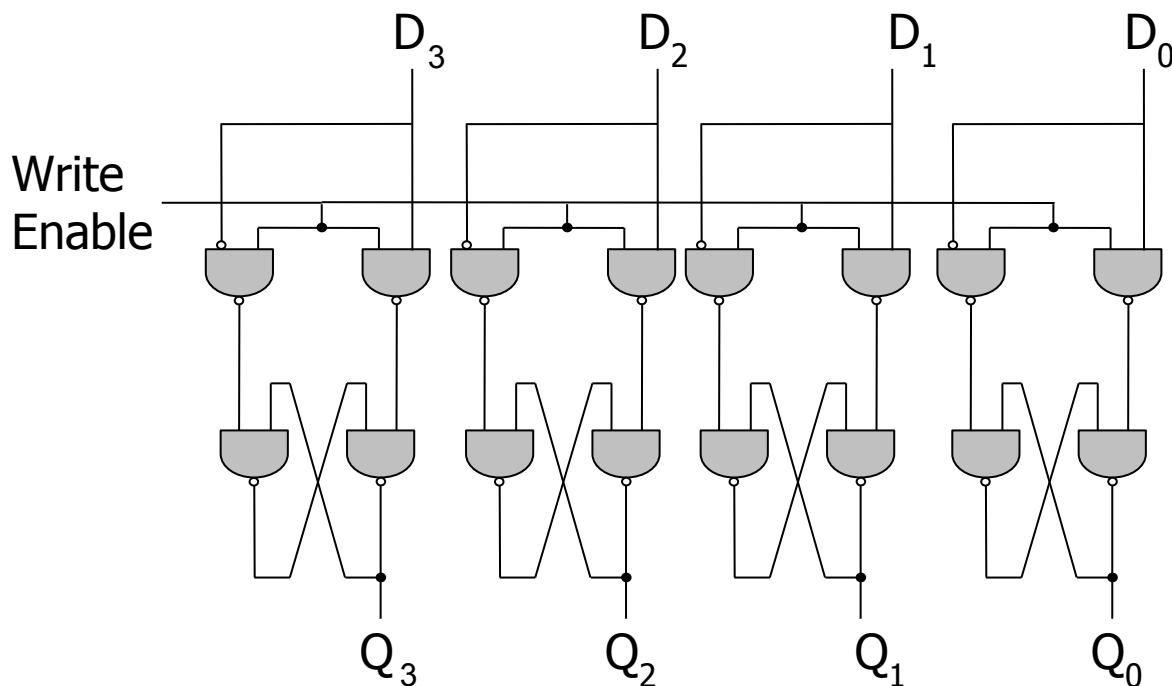 D₃ D₂ D₁ D₀
Write
Enable
Q₃ Q₂ Q₁ Q₀